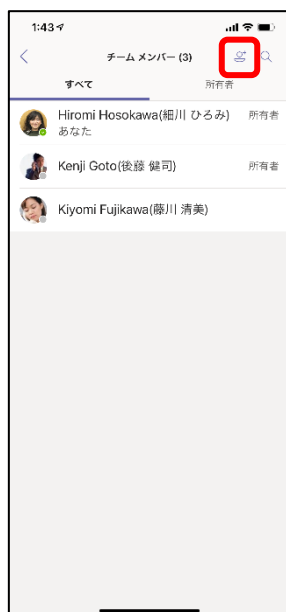 1:43
チーム メンバー (3)
すべて 所有者
Hiromi Hosokawa(細川 ひろみ) 所有者
あなた
Kenji Goto(後藤 健司) 所有者
Kiyomi Fujikawa(藤川 清美)